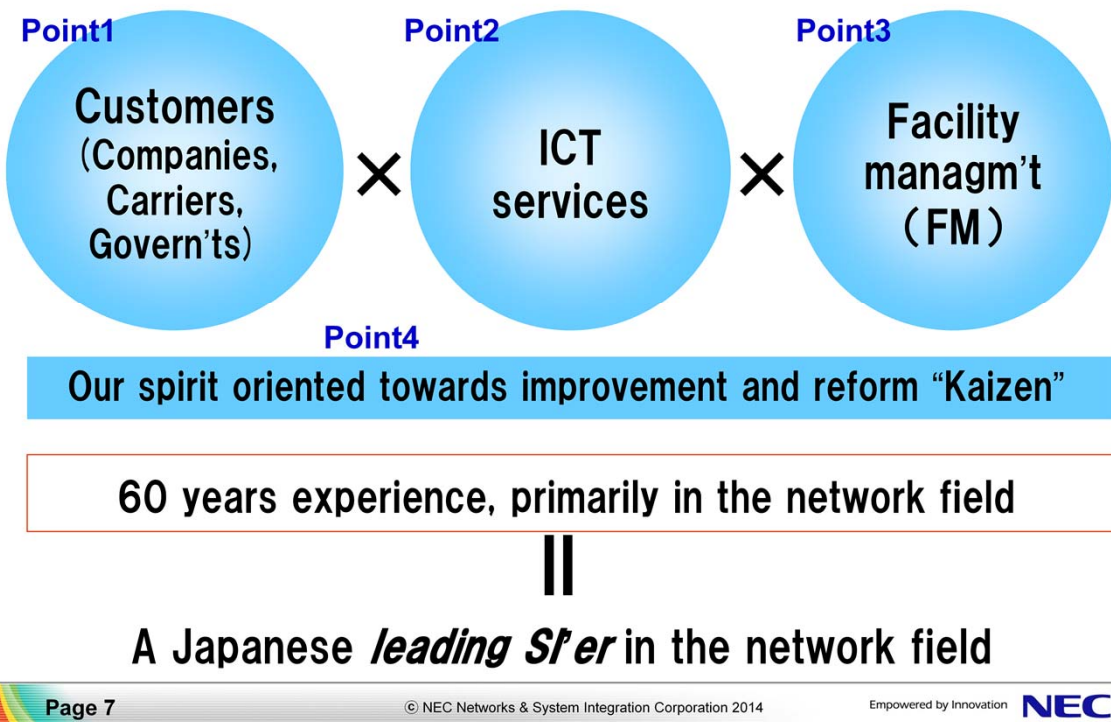 Point1
Point2
Point3
Customers
(Companies,
Carriers,
Govern'ts)
×
ICT
services
×
Facility
managm't
(FM)
Point4
Our spirit oriented towards improvement and reform “Kaizen”
60 years experience, primarily in the network field
=
A Japanese leading SI'er in the network field
Page 7
© NEC Networks & System Integration Corporation 2014
Empowered by Innovation
NEC